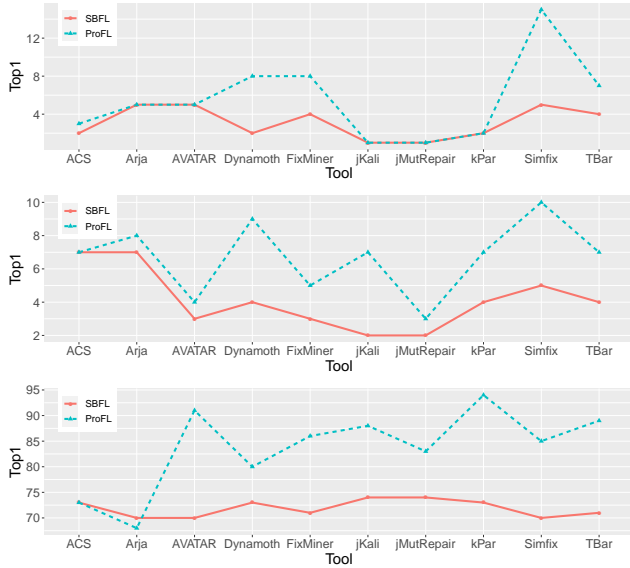 SBFL
ProFL
12
8
4
Top1
ACS Arja AVATAR Dynamoth FixMiner jKali jMutRepair kPar Simfix TBar
Tool
SBFL
ProFL
10
8
6
4
2
Top1
ACS Arja AVATAR Dynamoth FixMiner jKali jMutRepair kPar Simfix TBar
Tool
SBFL
ProFL
95
90
85
80
75
70
Top1
ACS Arja AVATAR Dynamoth FixMiner jKali jMutRepair kPar Simfix TBar
Tool